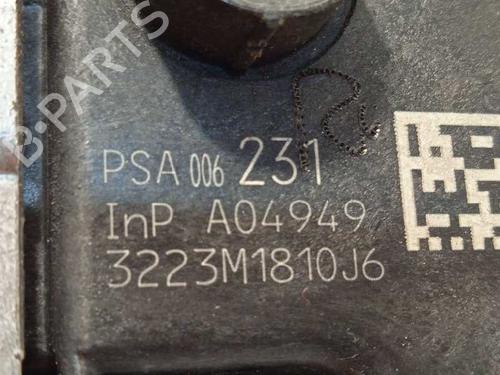 B-PARTS
PSA 006 231
InP A04949
3223M1810J6